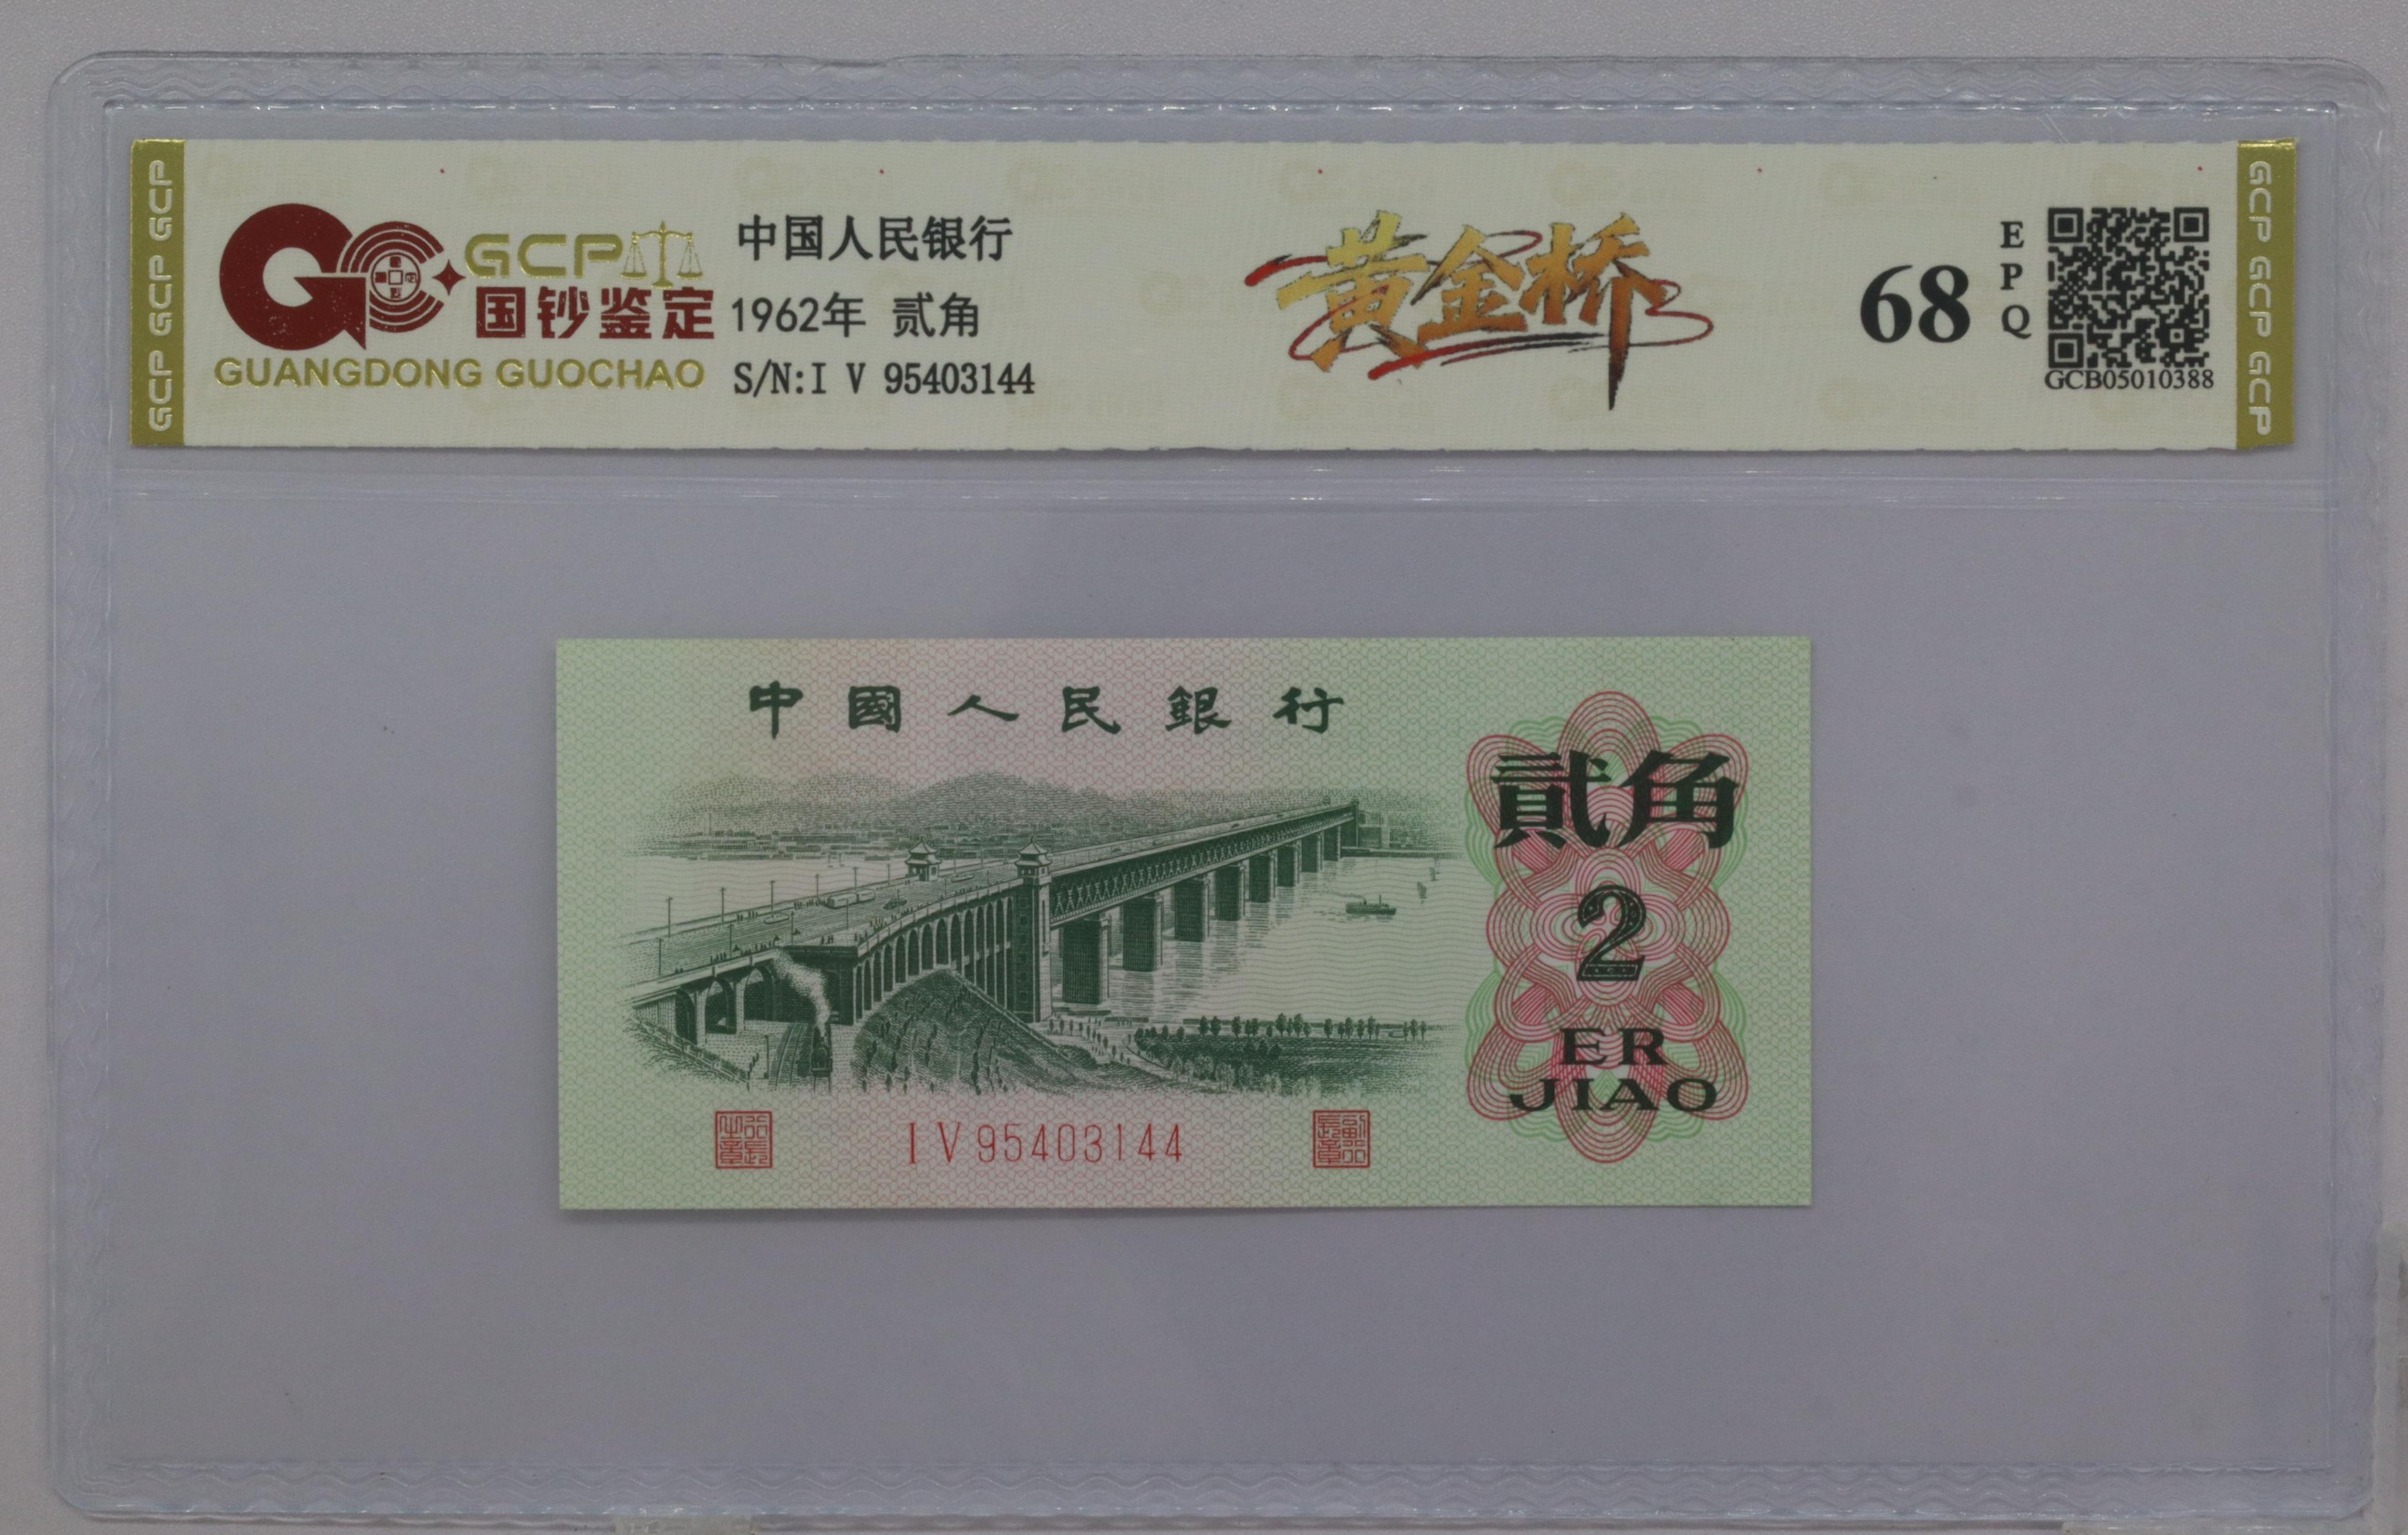 GCP GCP GCP
GCP
国钞鉴定
GUANGDONG GUOCHAO
中国人民银行
1962年 贰角
S/N:I V 95403144
黄金桥
68
EPQ
GCB05010388
GCP GCP GCP
中國人民銀行
貳角
2
ER
JIAO
I V 95403144